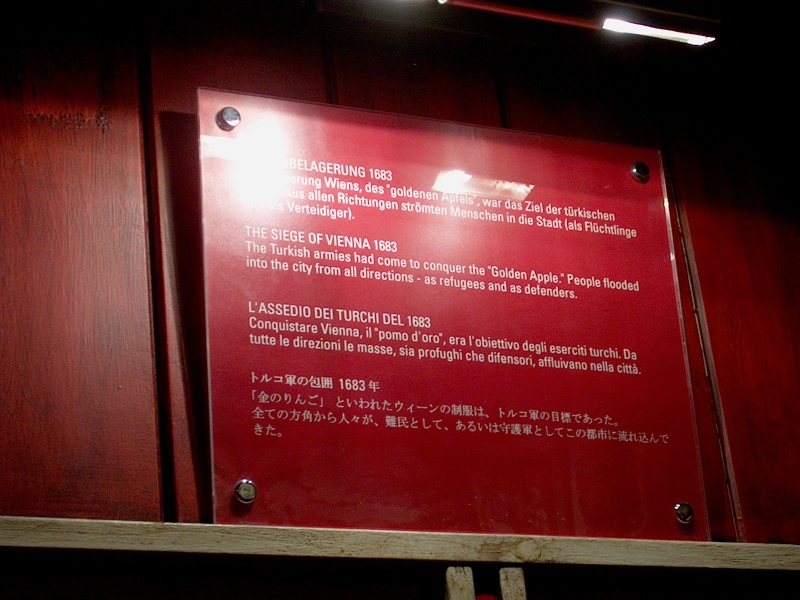 BELAGERUNG 1683
Wiens, des "goldenen Apfels", war das Ziel der türkischen
Aus allen Richtungen strömten Menschen in die Stadt (als Flüchtlinge
als Verteidiger).
THE SIEGE OF VIENNA 1683
The Turkish armies had come to conquer the "Golden Apple." People flooded
into the city from all directions - as refugees and as defenders.
L'ASSEDIO DEI TURCHI DEL 1683
Conquistare Vienna, il "pomo d'oro", era l'obiettivo degli eserciti turchi. Da
tutte le direzioni le masse, sia profughi che difensori, affluivano nella città.
トルコ軍の包囲 1683年
「金のりんご」 といわれたウィーンの制服は、トルコ軍の目標であった。
全ての方角から人々が、難民として、あるいは守護軍としてこの都市に流れ込んで
きた。